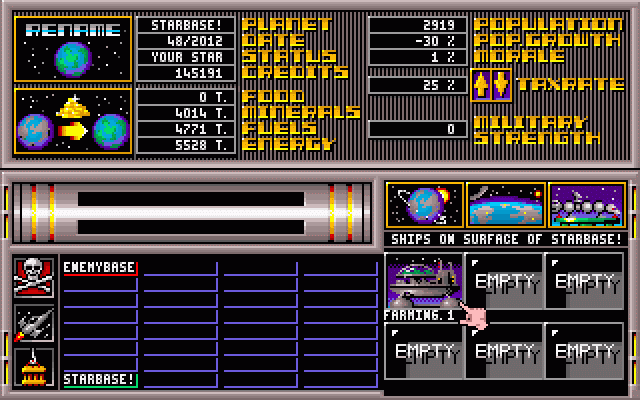 RENAME
STARBASE!
48/2012
YOUR STAR
145191
0 T.
4014 T.
4771 T.
5528 T.
PLANET
DATE
STATUS
CREDITS
FOOD
MINERALS
FUELS
ENERGY
2919
-30 %
1 %
25 %
0
POPULATION
POP.GROWTH
MORALE
TAXRATE
MILITARY
STRENGTH
SHIPS ON SURFACE OF STARBASE!
ENEMYBASE
STARBASE!
EMPTY
EMPTY
FARMING.1
EMPTY
EMPTY
EMPTY